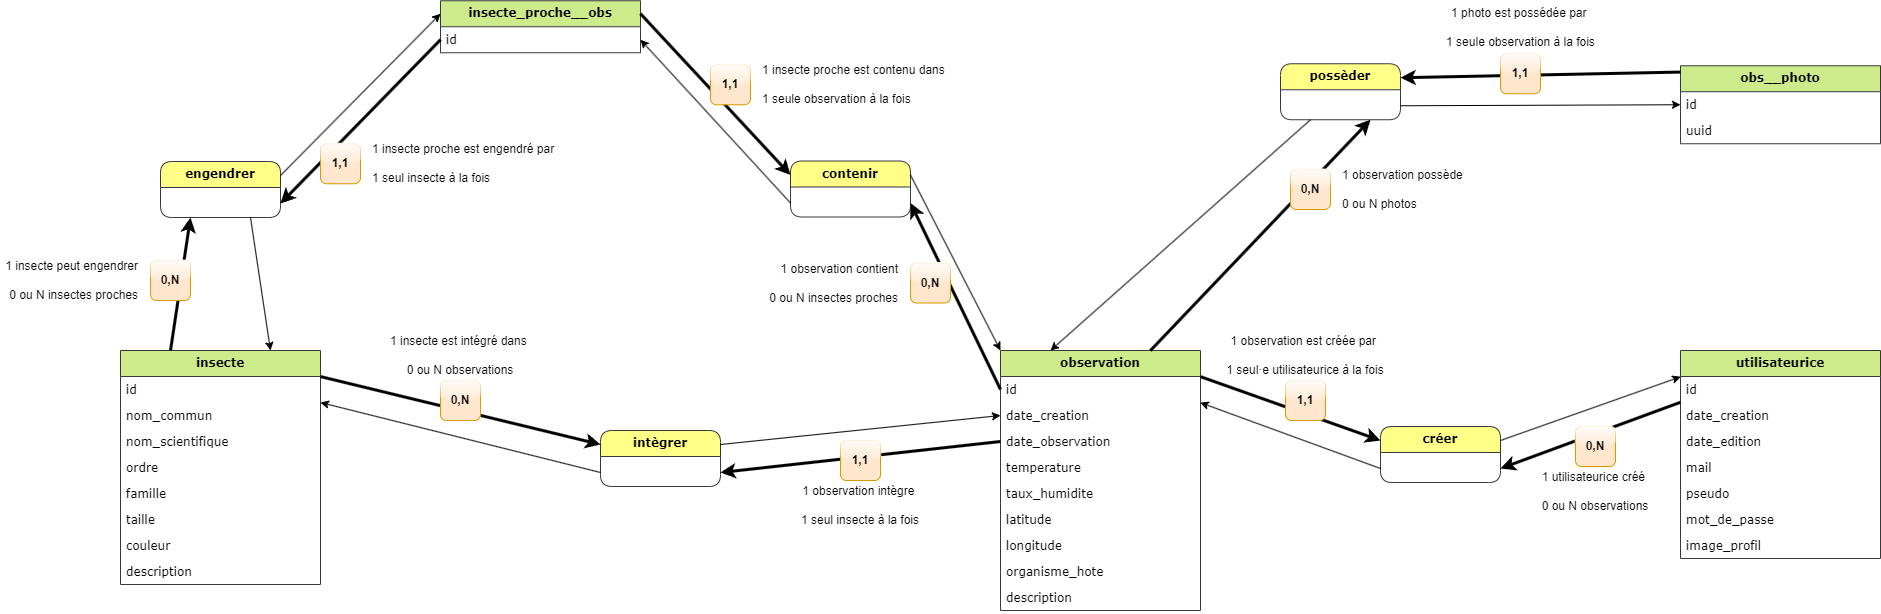 insecte_proche__obs
id
1,1
1 insecte proche est contenu dans
1 seule observation à la fois
1,1
1 insecte proche est engendré par
1 seul insecte à la fois
engendrer
contenir
1 photo est possédée par
1 seule observation à la fois
possèder
1,1
obs__photo
id
uuid
0,N
1 observation possède
0 ou N photos
1 insecte peut engendrer
0 ou N insectes proches
0,N
1 observation contient
0 ou N insectes proches
0,N
insecte
id
nom_commun
nom_scientifique
ordre
famille
taille
couleur
description
1 insecte est intégré dans
0 ou N observations
0,N
intègrer
1,1
1 observation intègre
1 seul insecte à la fois
observation
id
date_creation
date_observation
temperature
taux_humidite
latitude
longitude
organisme_hote
description
1 observation est créée par
1 seul·e utilisateurice à la fois
1,1
créer
0,N
1 utilisateurice créé
0 ou N observations
utilisateurice
id
date_creation
date_edition
mail
pseudo
mot_de_passe
image_profil